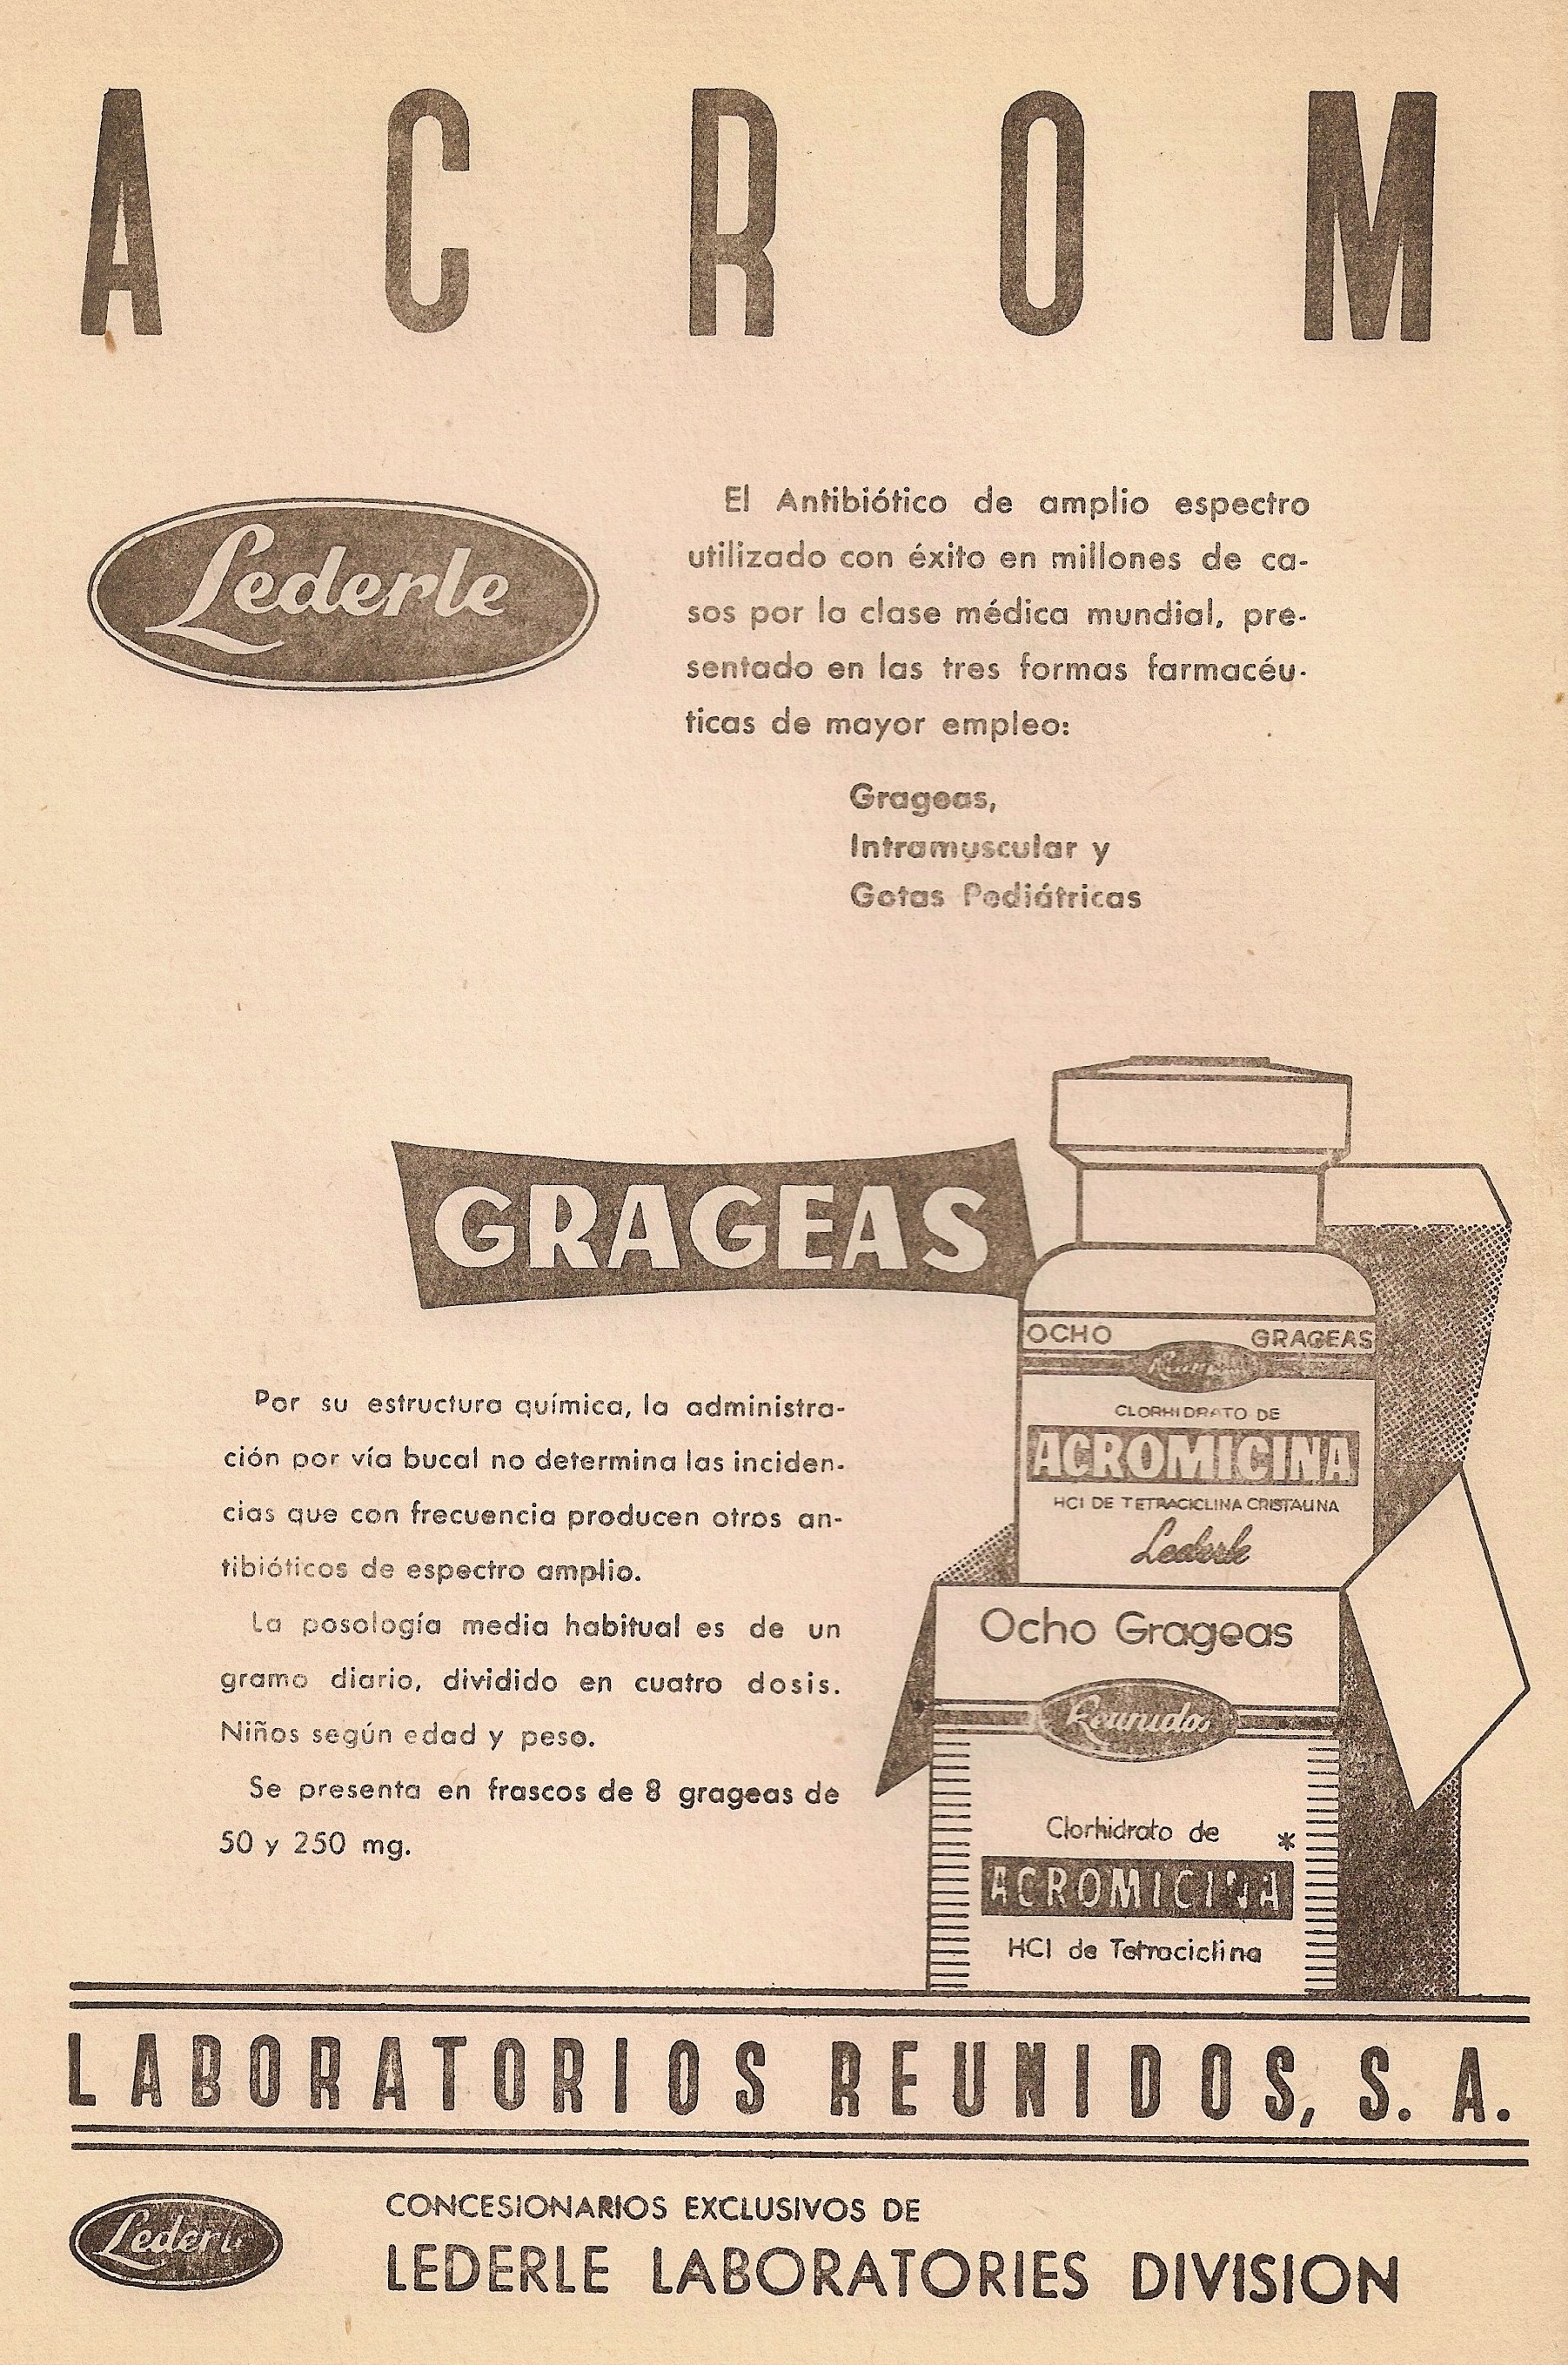 A C R O M
Lederle
El Antibiótico de amplio espectro
utilizado con éxito en millones de ca-
sos por la clase médica mundial, pre-
sentado en las tres formas farmacéu-
ticas de mayor empleo:
Grageas,
Intramuscular y
Gotas Pediátricas
GRAGEAS
OCHO GRAGEAS
CLORHIDRATO DE
ACROMICINA
HCI DE TETRACICLINA CRISTALINA
Lederle
Por su estructura química, la administra-
ción por vía bucal no determina las inciden-
cias que con frecuencia producen otros an-
tibióticos de espectro amplio.
La posología media habitual es de un
gramo diario, dividido en cuatro dosis.
Niños según edad y peso.
Se presenta en frascos de 8 grageas de
50 y 250 mg.
Ocho Grageas
Reunidos
Clorhidrato de *
ACROMICINA
HCI de Tetraciclina
LABORATORIOS REUNIDOS, S. A.
Lederle
CONCESIONARIOS EXCLUSIVOS DE
LEDERLE LABORATORIES DIVISION